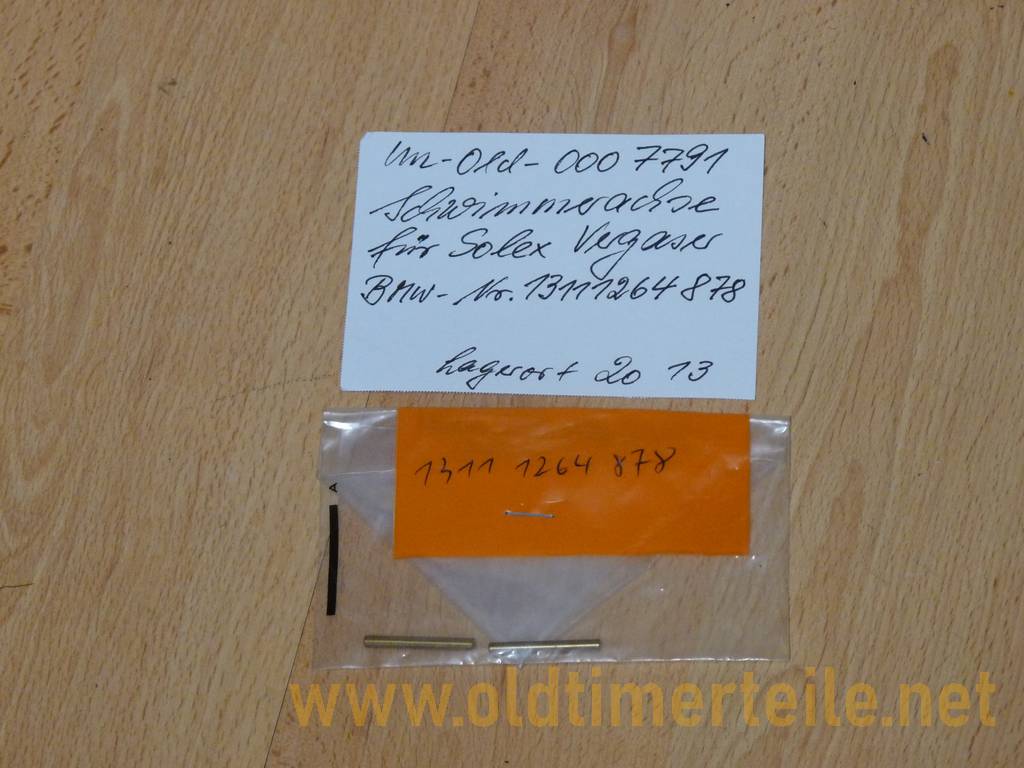 Un-Old-0007791
Schwimmerachse
für Solex Vergaser
BMW-Nr. 13111264878
Lagerort 20 13
1311 1264 878
A
www.oldtimerteile.net